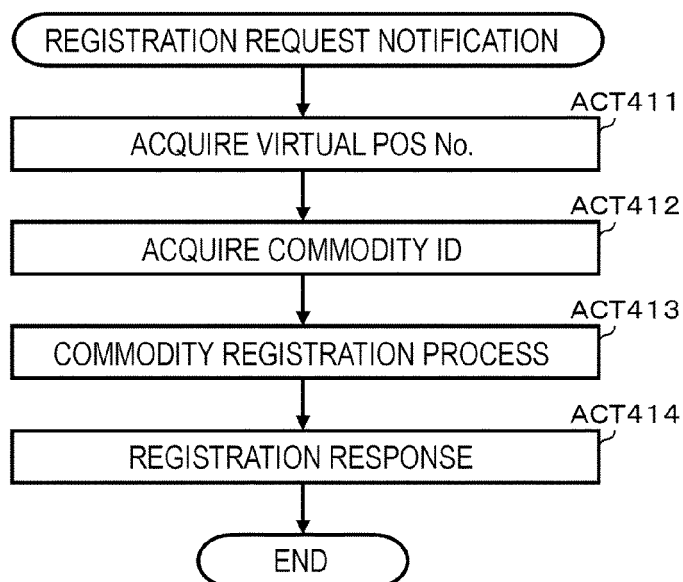 REGISTRATION REQUEST NOTIFICATION
ACT411
ACQUIRE VIRTUAL POS No.
ACT412
ACQUIRE COMMODITY ID
ACT413
COMMODITY REGISTRATION PROCESS
ACT414
REGISTRATION RESPONSE
END